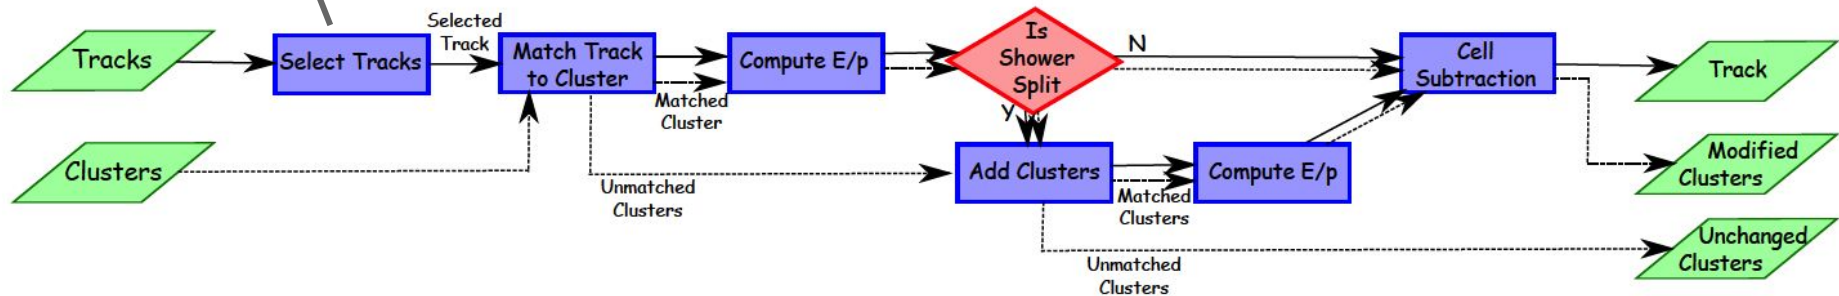 Tracks
Select Tracks
Selected
Track
Match Track
to Cluster
Matched
Cluster
Compute E/p
Is
Shower
Split
N
Y
Cell
Subtraction
Track
Clusters
Unmatched
Clusters
Add Clusters
Matched
Clusters
Compute E/p
Modified
Clusters
Unmatched
Clusters
Unchanged
Clusters